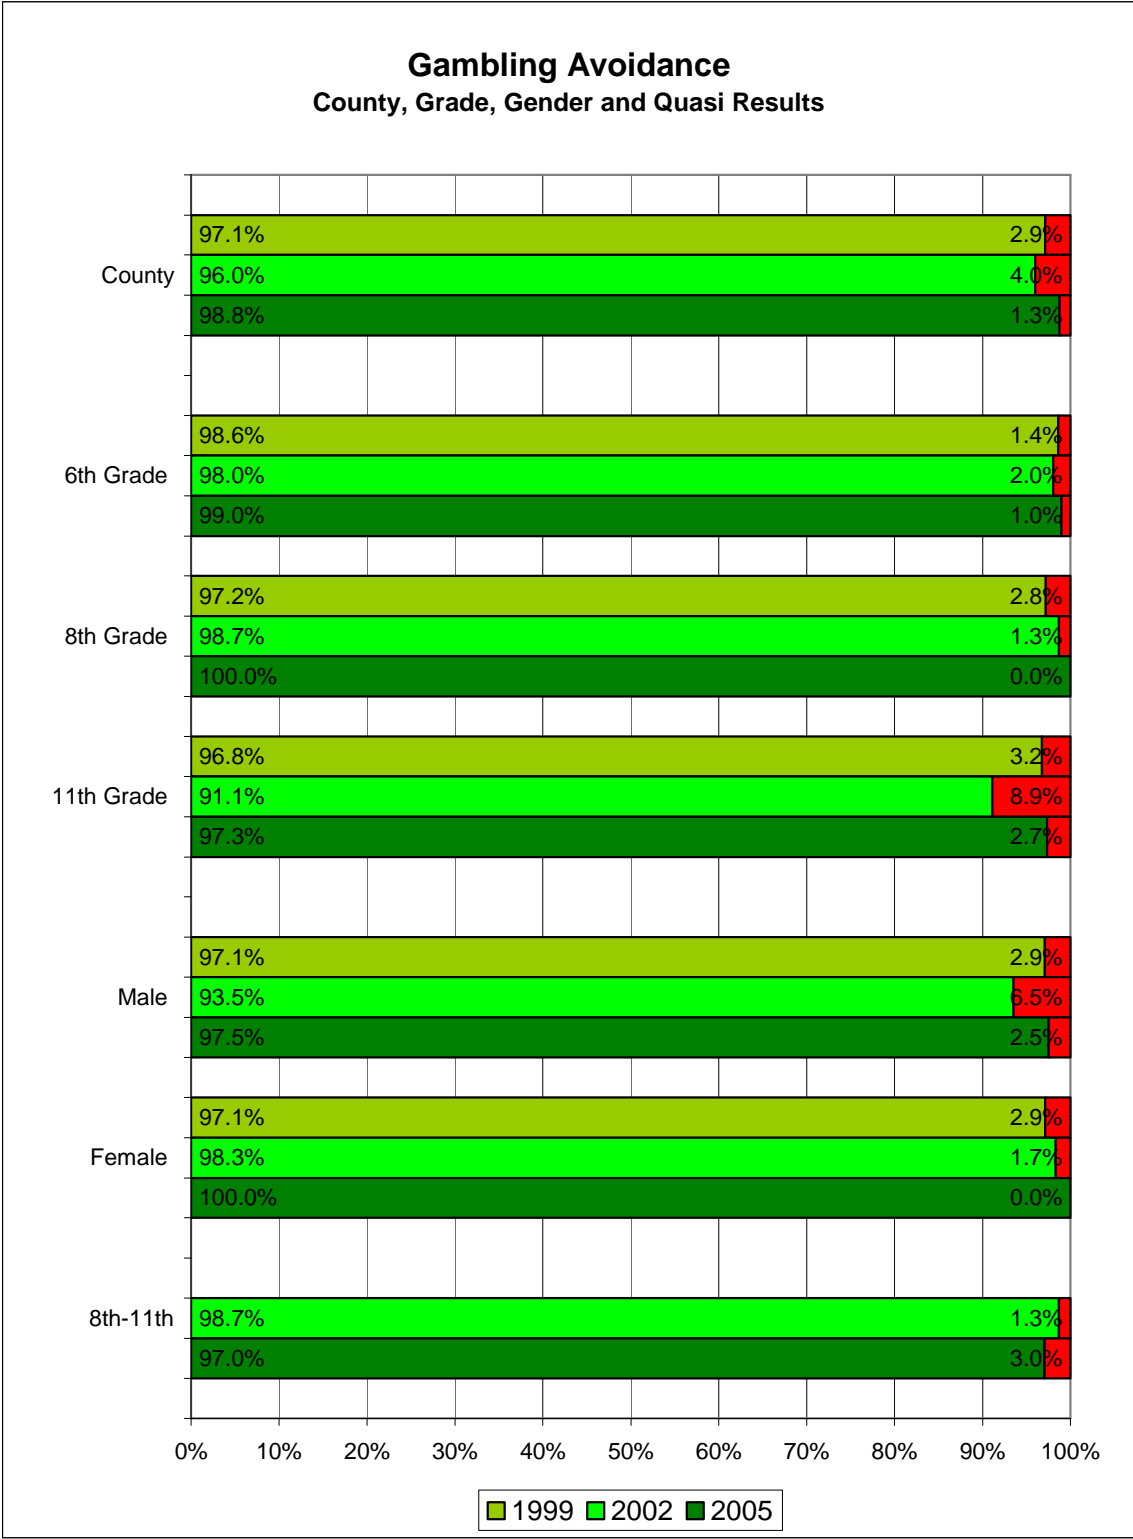 Gambling Avoidance
County, Grade, Gender and Quasi Results
97.1% 2.9%
County 96.0% 4.0%
98.8% 1.3%
98.6% 1.4%
6th Grade 98.0% 2.0%
99.0% 1.0%
97.2% 2.8%
8th Grade 98.7% 1.3%
100.0% 0.0%
96.8% 3.2%
11th Grade 91.1% 8.9%
97.3% 2.7%
97.1% 2.9%
Male 93.5% 6.5%
97.5% 2.5%
97.1% 2.9%
Female 98.3% 1.7%
100.0% 0.0%
8th-11th 98.7% 1.3%
97.0% 3.0%
0% 10% 20% 30% 40% 50% 60% 70% 80% 90% 100%
1999 2002 2005